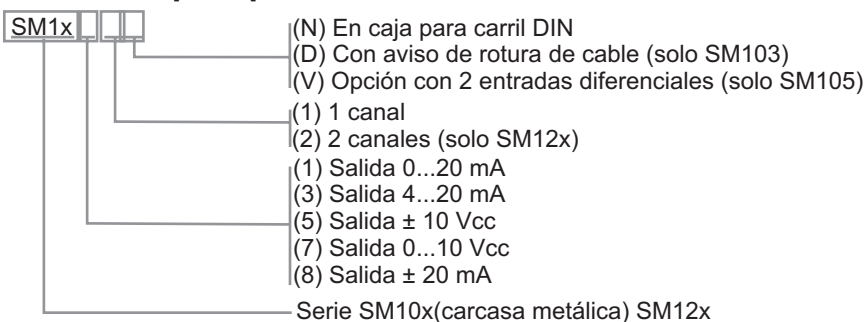 SM1x
(N) En caja para carril DIN
(D) Con aviso de rotura de cable (solo SM103)
(V) Opción con 2 entradas diferenciales (solo SM105)
(1) 1 canal
(2) 2 canales (solo SM12x)
(1) Salida 0...20 mA
(3) Salida 4...20 mA
(5) Salida ± 10 Vcc
(7) Salida 0...10 Vcc
(8) Salida ± 20 mA
Serie SM10x(carcasa metálica) SM12x